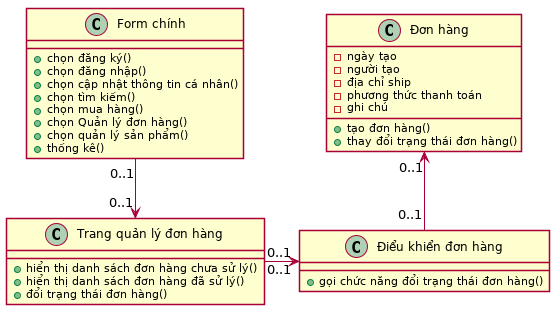 C Form chính
chọn đăng ký()
chọn đăng nhập()
chọn cập nhật thông tin cá nhân()
chọn tìm kiếm()
chọn mua hàng()
chọn Quản lý đơn hàng()
chọn quản lý sản phẩm()
thống kê()
C Đơn hàng
ngày tạo
người tạo
địa chỉ ship
phương thức thanh toán
ghi chú
tạo đơn hàng()
thay đổi trạng thái đơn hàng()
0..1
0..1
0..1
0..1
C Trang quản lý đơn hàng
hiển thị danh sách đơn hàng chưa sử lý()
hiển thị danh sách đơn hàng đã sử lý()
đổi trạng thái đơn hàng()
0..1
0..1
C Điều khiển đơn hàng
gọi chức năng đổi trạng thái đơn hàng()